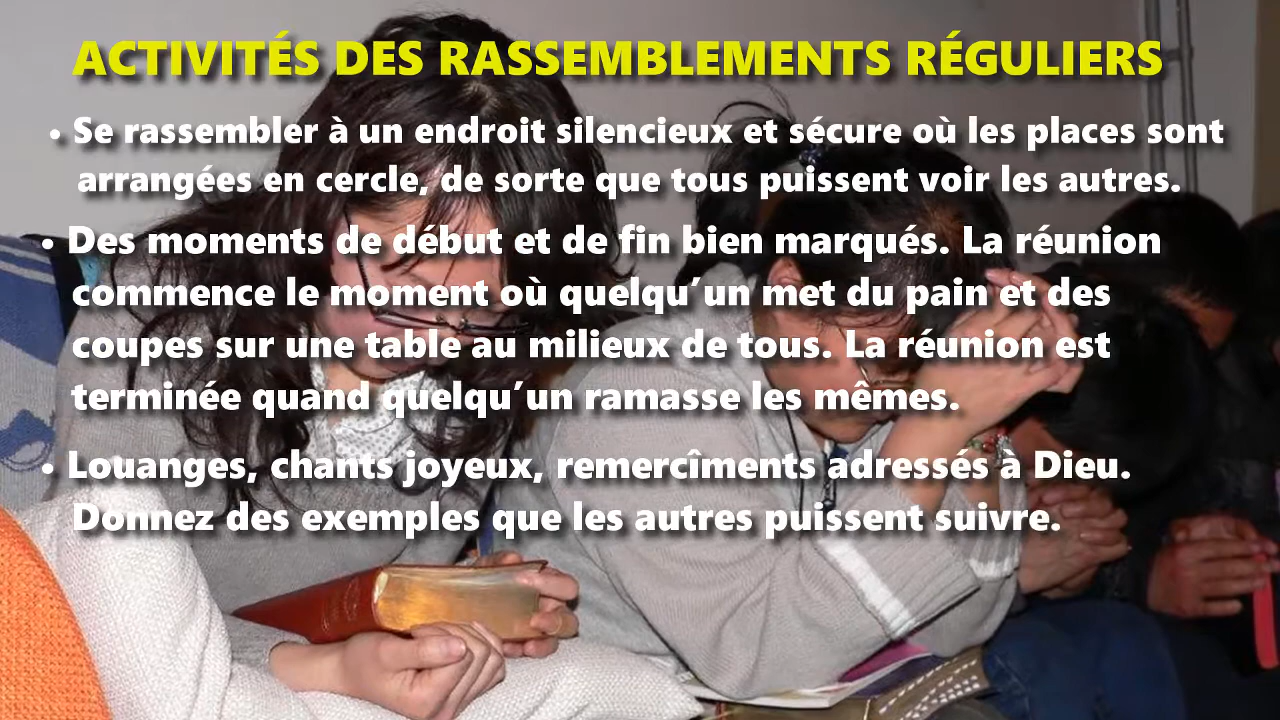 ACTIVITÉS DES RASSEMBLEMENTS RÉGULIERS
• Se rassembler à un endroit silencieux et sécure où les places sont
arrangées en cercle, de sorte que tous puissent voir les autres.
• Des moments de début et de fin bien marqués. La réunion
commence le moment où quelqu’un met du pain et des
coupes sur une table au milieux de tous. La réunion est
terminée quand quelqu’un ramasse les mêmes.
• Louanges, chants joyeux, remercîments adressés à Dieu.
Donnez des exemples que les autres puissent suivre.